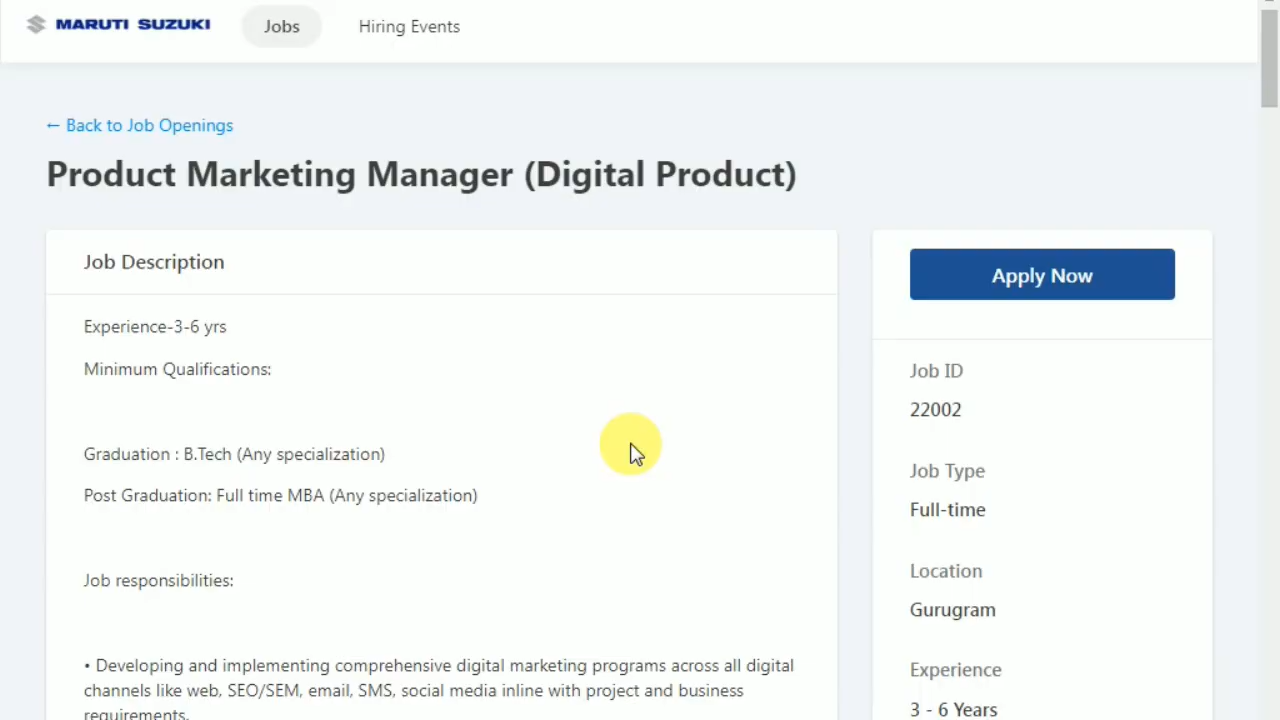 MARUTI SUZUKI
Jobs
Hiring Events
← Back to Job Openings
Product Marketing Manager (Digital Product)
Job Description
Experience-3-6 yrs
Minimum Qualifications:
Graduation : B.Tech (Any specialization)
Post Graduation: Full time MBA (Any specialization)
Job responsibilities:
• Developing and implementing comprehensive digital marketing programs across all digital
channels like web, SEO/SEM, email, SMS, social media inline with project and business
requirements.
Apply Now
Job ID
22002
Job Type
Full-time
Location
Gurugram
Experience
3 - 6 Years